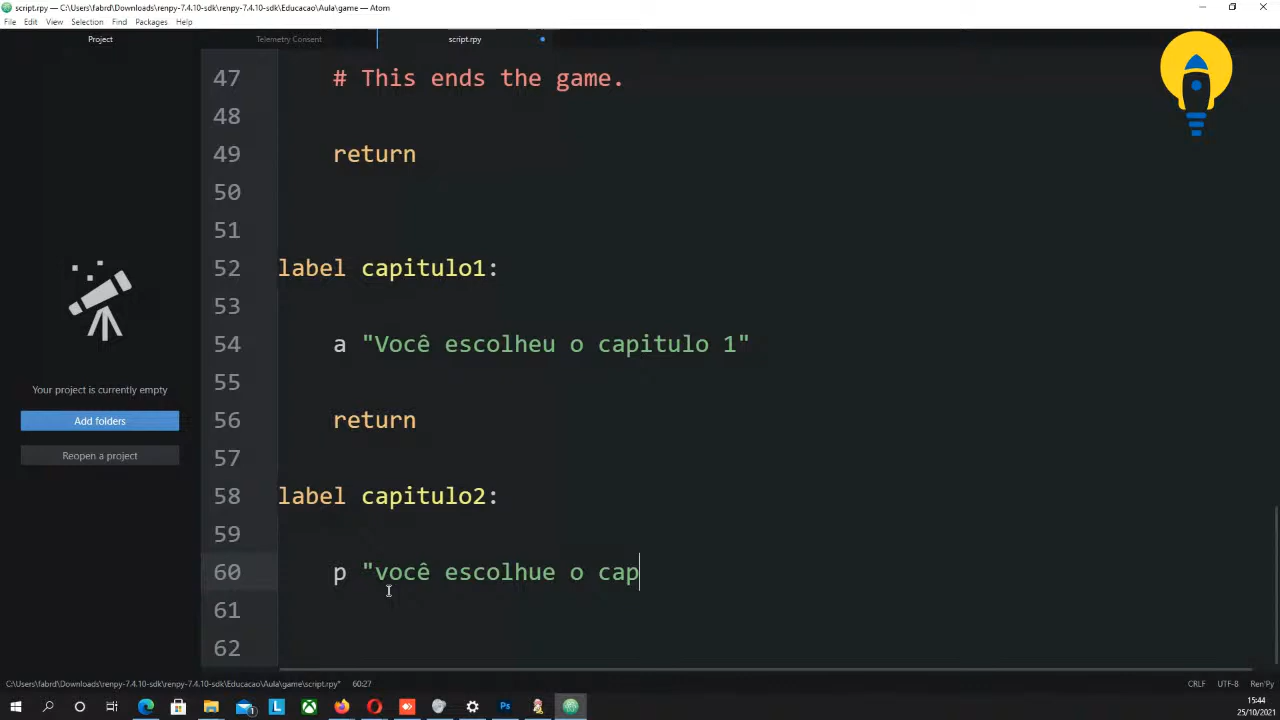 script.rpy — C:\Users\fabrd\Downloads\renpy-7.4.10-sdk\renpy-7.4.10-sdk\Educacao\Aula\game — Atom
File Edit View Selection Find Packages Help
Project
Telemetry Consent
script.rpy
47 # This ends the game.
48
49 return
50
51
52 label capitulo1:
53
54 a "Você escolheu o capitulo 1"
55
56 return
57
58 label capitulo2:
59
60 p "você escolhue o cap
61
62
Your project is currently empty
Add folders
Reopen a project
C:\Users\fabrd\Downloads\renpy-7.4.10-sdk\renpy-7.4.10-sdk\Educacao\Aula\game\script.rpy* 60:27
CRLF UTF-8 Ren'Py
15:44
25/10/2021